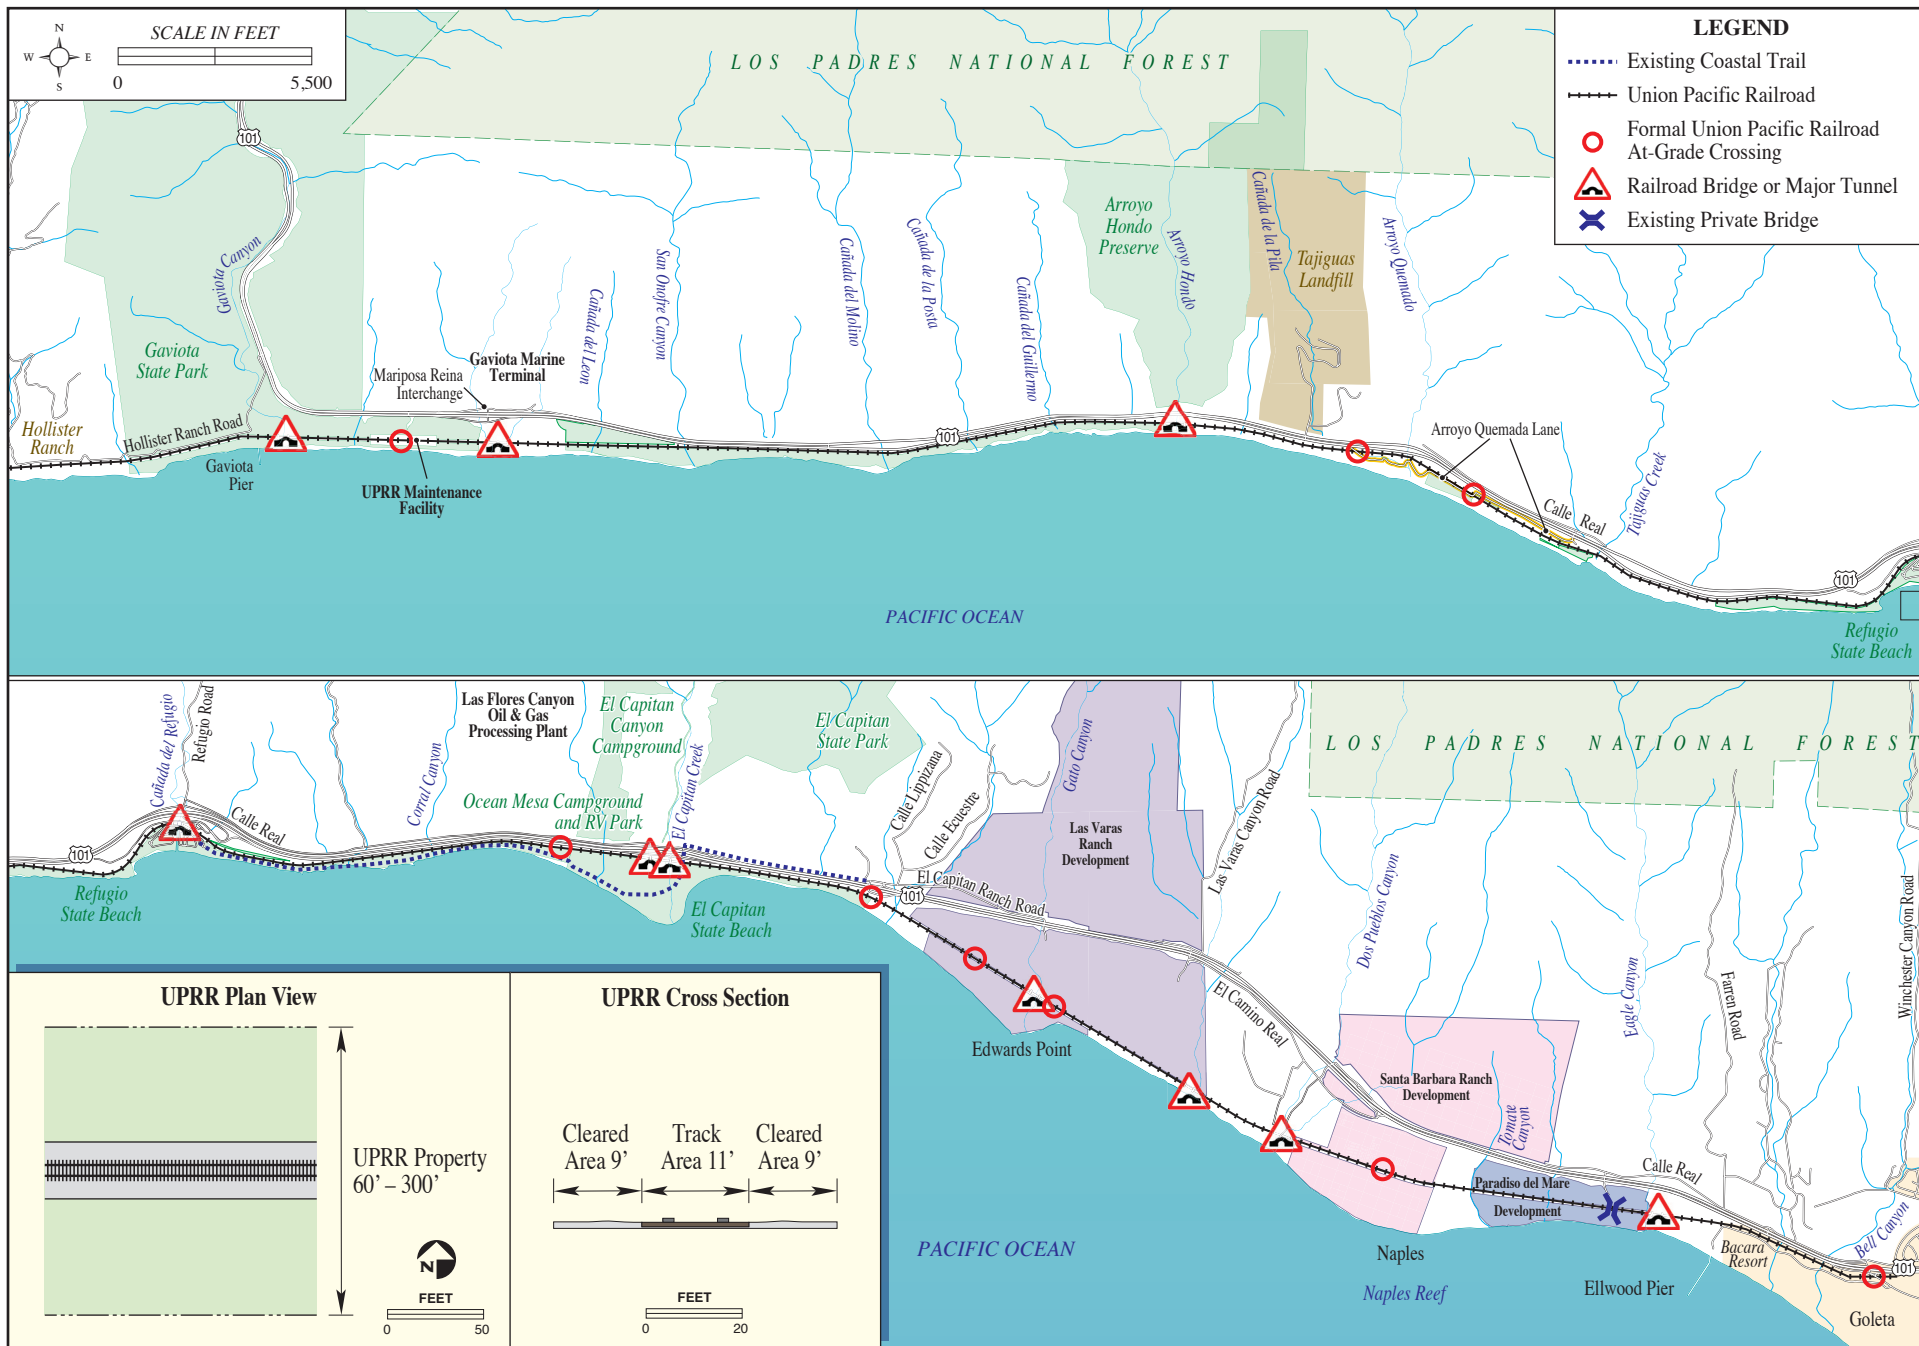 N
W
E
S
SCALE IN FEET
0
5,500
LOS PADRES NATIONAL FOREST
LEGEND
Existing Coastal Trail
Union Pacific Railroad
Formal Union Pacific Railroad
At-Grade Crossing
Railroad Bridge or Major Tunnel
Existing Private Bridge
101
Gaviota Canyon
Gaviota
State Park
Hollister
Ranch
Hollister Ranch Road
Gaviota
Pier
Mariposa Reina
Interchange
Gaviota Marine
Terminal
UPRR Maintenance
Facility
Cañada del Leon
San Onofre Canyon
Cañada del Molino
Cañada de la Posta
Cañada del Guillermo
101
Arroyo
Hondo
Preserve
Arroyo Hondo
Cañada de la Pila
Tajiguas
Landfill
Arroyo Quemado
Arroyo Quemada Lane
Calle Real
Tajiguas Creek
101
PACIFIC OCEAN
Refugio
State Beach
Cañada del Refugio
Refugio Road
101
Calle Real
Refugio
State Beach
Corral Canyon
Las Flores Canyon
Oil & Gas
Processing Plant
El Capitan
Canyon
Campground
Ocean Mesa Campground
and RV Park
El Capitan Creek
El Capitan
State Park
El Capitan
State Beach
Calle Lippizana
Calle Ecuestre
101
El Capitan Ranch Road
Gato Canyon
Las Varas
Ranch
Development
Las Varas Canyon Road
Edwards Point
El Camino Real
LOS PADRES NATIONAL FOREST
Dos Pueblos Canyon
Santa Barbara Ranch
Development
Tomate
Canyon
Eagle Canyon
Farren Road
Winchester Canyon Road
Calle Real
Paradiso del Mare
Development
Naples
Naples Reef
Ellwood Pier
Bacara
Resort
Bell Canyon
101
Goleta
PACIFIC OCEAN
UPRR Plan View
UPRR Property
60’ – 300’
N
FEET
0
50
UPRR Cross Section
Cleared
Area 9’
Track
Area 11’
Cleared
Area 9’
FEET
0
20